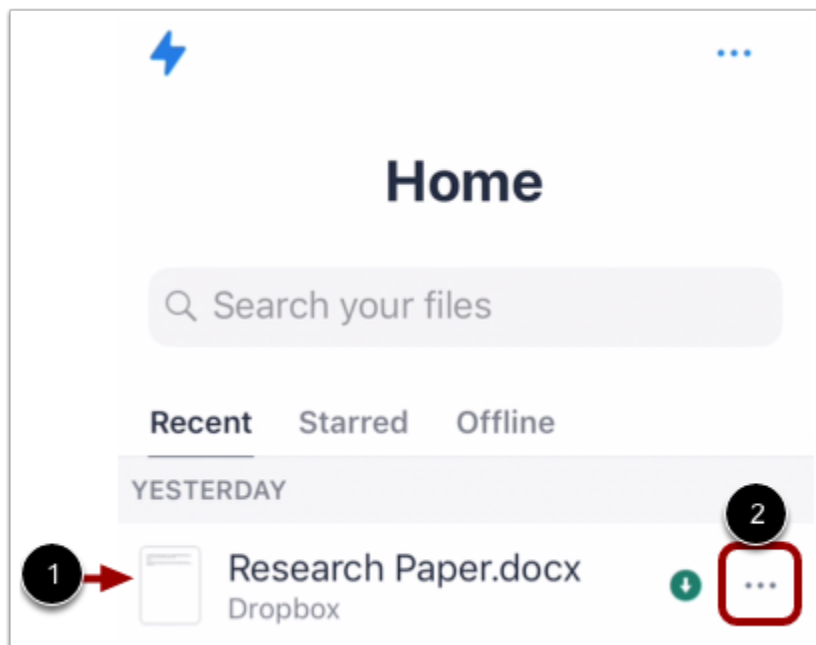 Home
Search your files
Recent Starred Offline
YESTERDAY
2
1 Research Paper.docx
Dropbox